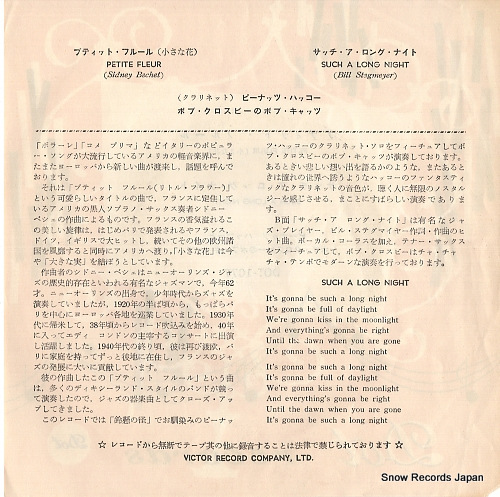 プティット・フルール（小さな花）
PETITE FLEUR
(Sidney Bechet)
サッチ・ア・ロング・ナイト
SUCH A LONG NIGHT
(Bill Stegmeyer)
（クラリネット） ピーナッツ・ハッコー
ボブ・クロスビーのボブ・キャッツ
「ボラーレ」「コメ プリマ」などイタリーのポピュラ
ー・ソングが大流行しているアメリカの軽音楽界に、ま
たまたヨーロッパから新しい曲が渡来し、話題を呼んで
おります。
それは「プティット フルール（リトル・フラワー）」
という可愛らしいタイトルの曲で、フランスに定住して
いるアメリカの黒人ソプラノ・サックス奏者シドニー・
ベシェの作曲によるものです。フランスの香気溢れるこ
の美しい旋律は、はじめパリで発表されるやフランス、
ドイツ、イギリスで大ヒットし、続いてその他の欧州諸
国を風靡すると同時にアメリカへ渡り、「小さな花」は今
や「大きな実」を結ぼうとしています。
作曲者のシドニー・ベシェはニューオリーンズ・ジャ
ズの歴史的存在といわれる有名なジャズマンで、今年62
才。ニューオリーンズの出身で、少年時代からジャズを
演奏していましたが、1920年の半ば頃から、もっぱらパ
リを中心にヨーロッパ各地を巡業していました。1930年
代に帰米して、38年頃からレコード吹込みを始め、40年
に入ってエディ コンドンの主宰するコンサートに出演
し活躍しました。1940年代の終り頃、彼は再び渡欧、パ
リに家庭を持ってずっと彼地に在住し、フランスのジャ
ズの発展に大いに貢献しています。
彼の作曲したこの「プティット フルール」という曲
は、多くのディキシーランド・スタイルのバンドが競っ
て演奏したので、ジャズの器楽曲としてクローズ・アッ
プしてきました。
このレコードでは「鈴懸の径」でお馴染みのピーナッ
ツ・ハッコーのクラリネット・ソロをフィーチュアしてボ
ブ・クロスビーのボブ・キャッツが演奏しております。
あるときい悲しい想い出を語るかのような、またあると
きは憧れの世界へ誘うようなハッコーのファンタスティ
ックなクラリネットの音色が、聴く人に無限のノスタル
ジーを感じさせる、まことにすばらしい演奏でありま
す。
B面「サッチ・ア ロング・ナイト」は有名なジャ
ズ・プレイヤー、ビル・ステグマイヤー作詞・作曲のヒ
ット曲。ボーカル・コーラスを加え、テナー・サックス
をフィーチュアして、ボブ・クロスビーはチャ・チャ・
チャ・テンポでモダーンな演奏を行っております。
SUCH A LONG NIGHT
It's gonna be such a long night
It's gonna be full of daylight
We're gonna kiss in the moonlight
And everything's gonna be right
Until the dawn when you are gone
It's gonna be such a long night
It's gonna be such a long night
It's gonna be full of daylight
We're gonna kiss in the moonlight
And everything's gonna be right
Until the dawn when you are gone
It's gonna be such a long night
☆ レコードから無断でテープ其の他に録音することは法律で禁じられております ☆
VICTOR RECORD COMPANY, LTD.
Snow Records Japan